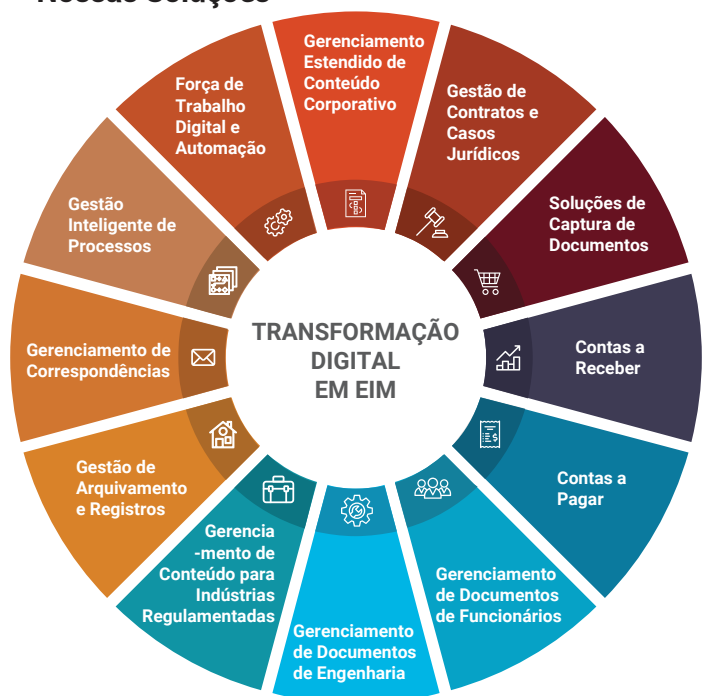 Nossas Soluções
Gerenciamento
Estendido de
Conteúdo
Corporativo
Gestão de
Contratos e
Casos
Jurídicos
Soluções de
Captura de
Documentos
Contas a
Receber
Contas a
Pagar
Gerenciamento
de Documentos
de Funcionários
Gerenciamento
de Documentos
de Engenharia
Gerencia
-mento de
Conteúdo para
Indústrias
Regulamentadas
Gestão de
Arquivamento
e Registros
Gerenciamento de
Correspondências
Gestão
Inteligente de
Processos
Força de
Trabalho
Digital e
Automação
TRANSFORMAÇÃO
DIGITAL
EM EIM